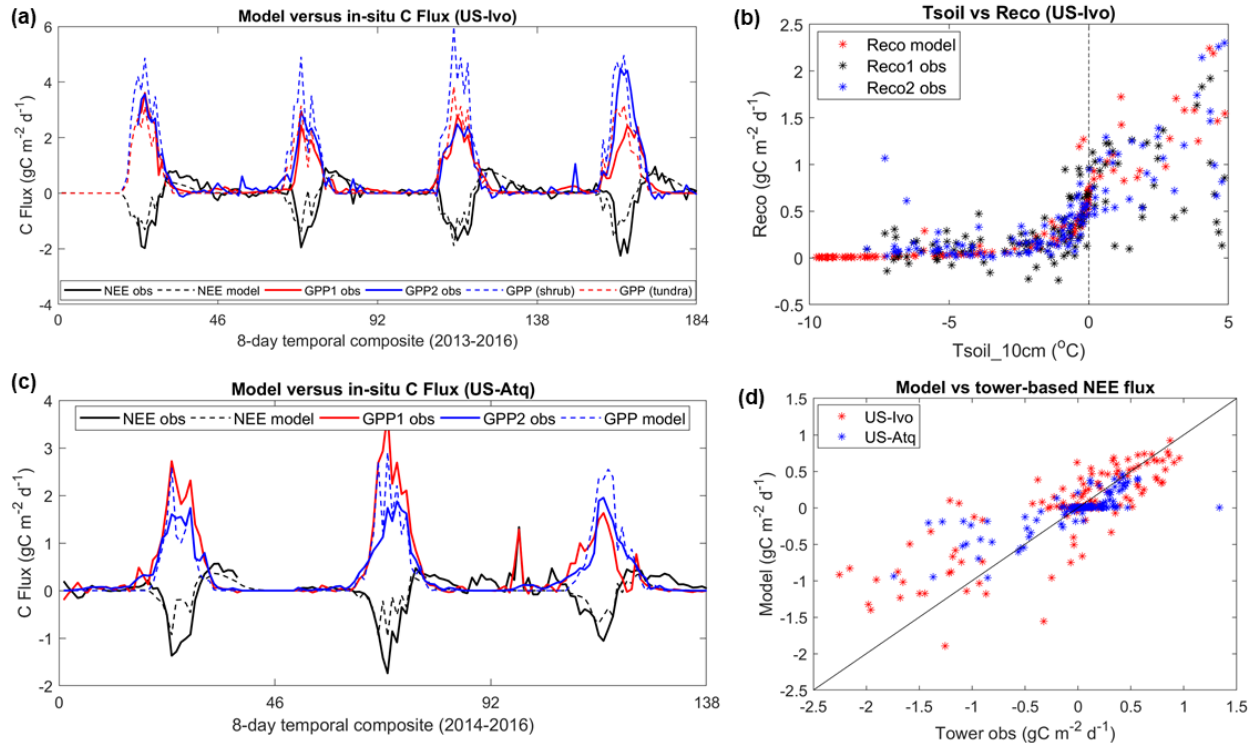 (a)
Model versus in-situ C Flux (US-Ivo)
6
4
2
0
-2
-4
C Flux (gC m-2 d-1)
NEE obs NEE model GPP1 obs GPP2 obs GPP (shrub) GPP (tundra)
0 46 92 138 184
8-day temporal composite (2013-2016)
(b)
Tsoil vs Reco (US-Ivo)
Reco model
Reco1 obs
Reco2 obs
2.5
2
1.5
1
0.5
0
-0.5
Reco (gC m-2 d-1)
-10 -5 0 5
Tsoil_10cm (oC)
(c)
Model versus in-situ C Flux (US-Atq)
NEE obs NEE model GPP1 obs GPP2 obs GPP model
4
3
2
1
0
-1
-2
C Flux (gC m-2 d-1)
0 46 92 138
8-day temporal composite (2014-2016)
(d)
Model vs tower-based NEE flux
US-Ivo
US-Atq
1.5
1
0.5
0
-0.5
-1
-1.5
-2
-2.5
Model (gC m-2 d-1)
-2.5 -2 -1.5 -1 -0.5 0 0.5 1 1.5
Tower obs (gC m-2 d-1)